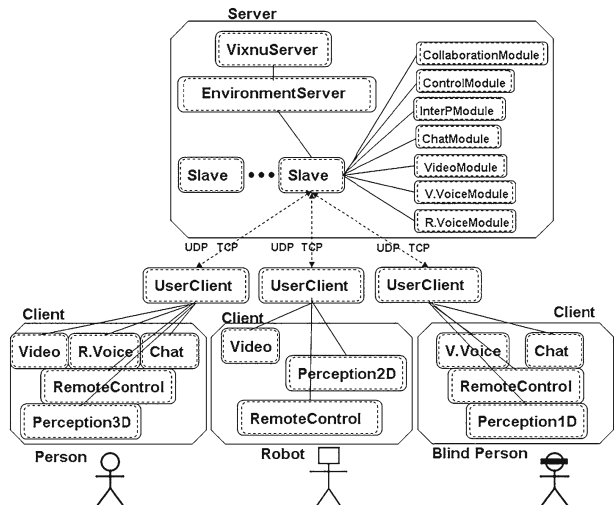 Server
VixnuServer
EnvironmentServer
CollaborationModule
ControlModule
InterPModule
ChatModule
VideoModule
V.VoiceModule
R.VoiceModule
Slave ••• Slave
UDP TCP UDP TCP UDP TCP
UserClient UserClient UserClient
Client
Video R.Voice Chat
RemoteControl
Perception3D
Person
Client
Video
Perception2D
RemoteControl
Robot
Client
V.Voice Chat
RemoteControl
Perception1D
Blind Person